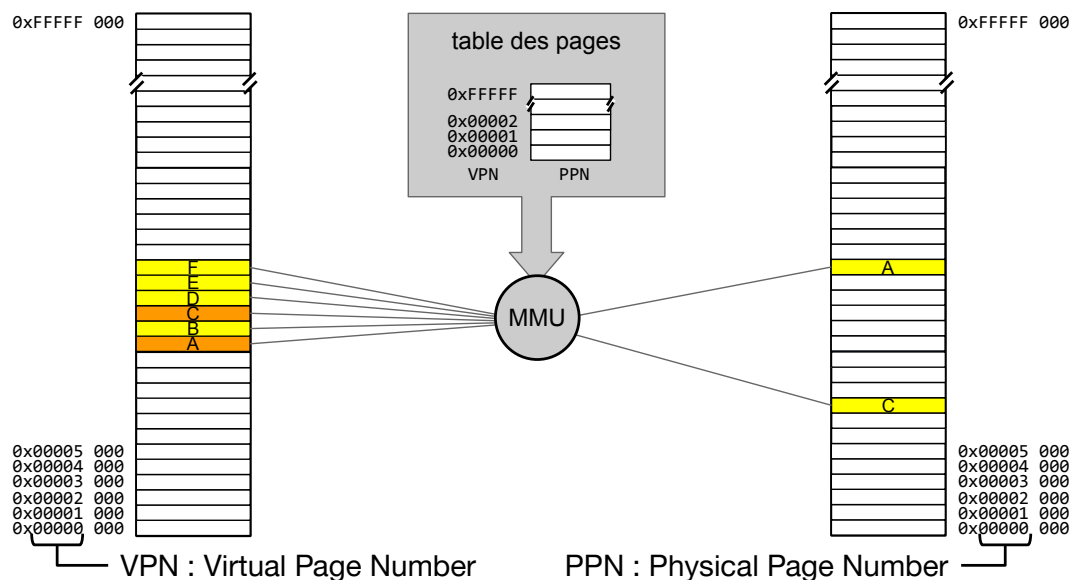 0xFFFFF 000
table des pages
0xFFFFF
0x00002
0x00001
0x00000
VPN PPN
0xFFFFF 000
F
E
D
C
B
A
MMU
A
C
0x00005 000
0x00004 000
0x00003 000
0x00002 000
0x00001 000
0x00000 000
0x00005 000
0x00004 000
0x00003 000
0x00002 000
0x00001 000
0x00000 000
VPN : Virtual Page Number
PPN : Physical Page Number